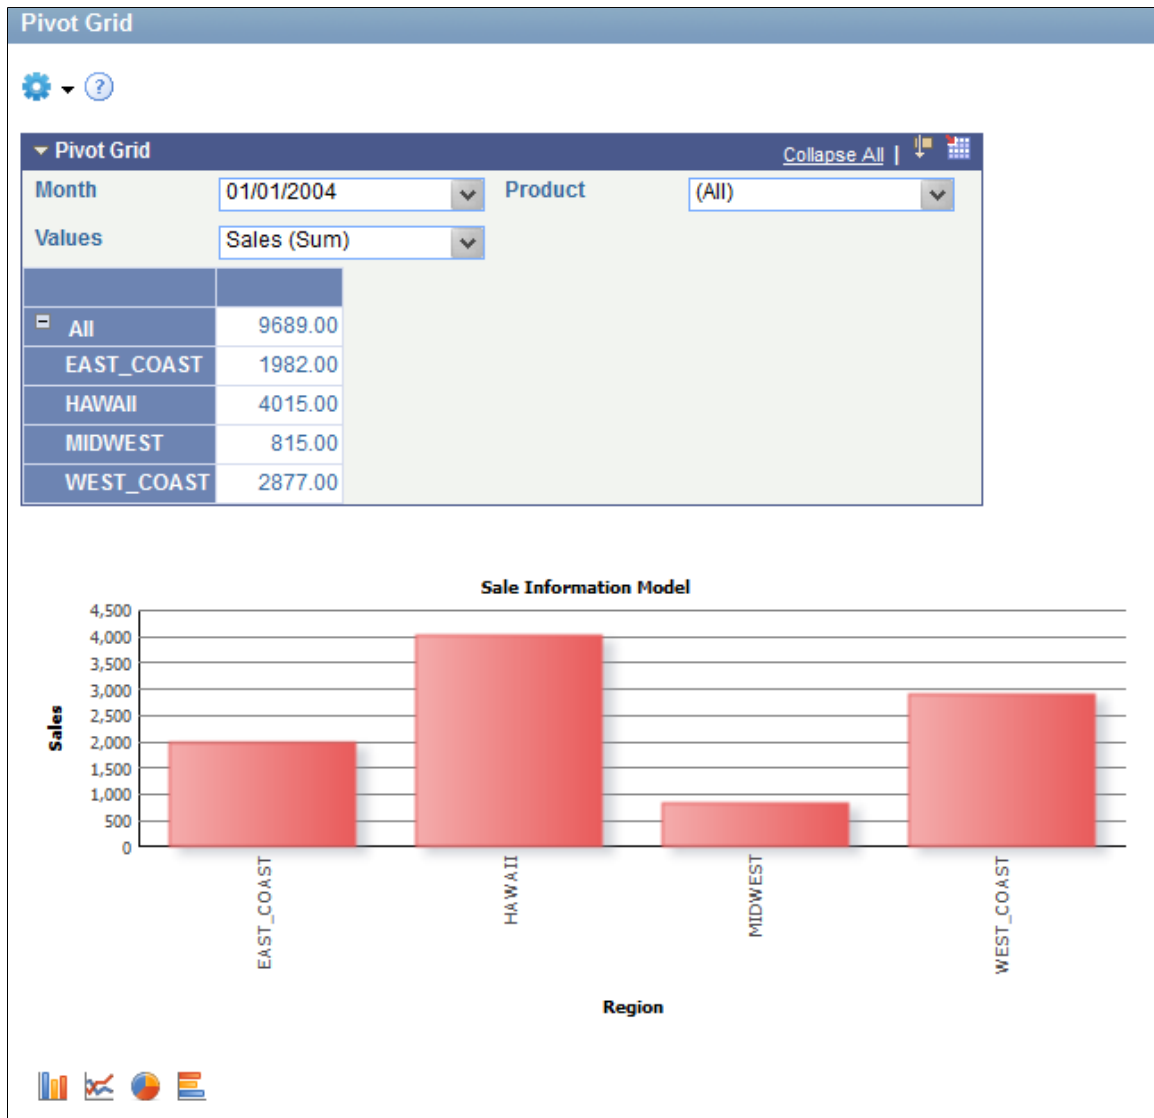 Pivot Grid
?
Pivot Grid Collapse All |
Month 01/01/2004 Product (All)
Values Sales (Sum)
All 9689.00
EAST_COAST 1982.00
HAWAII 4015.00
MIDWEST 815.00
WEST_COAST 2877.00
Sale Information Model
4,500
4,000
3,500
3,000
2,500
2,000
1,500
1,000
500
0
Sales
EAST_COAST
HAWAII
MIDWEST
WEST_COAST
Region